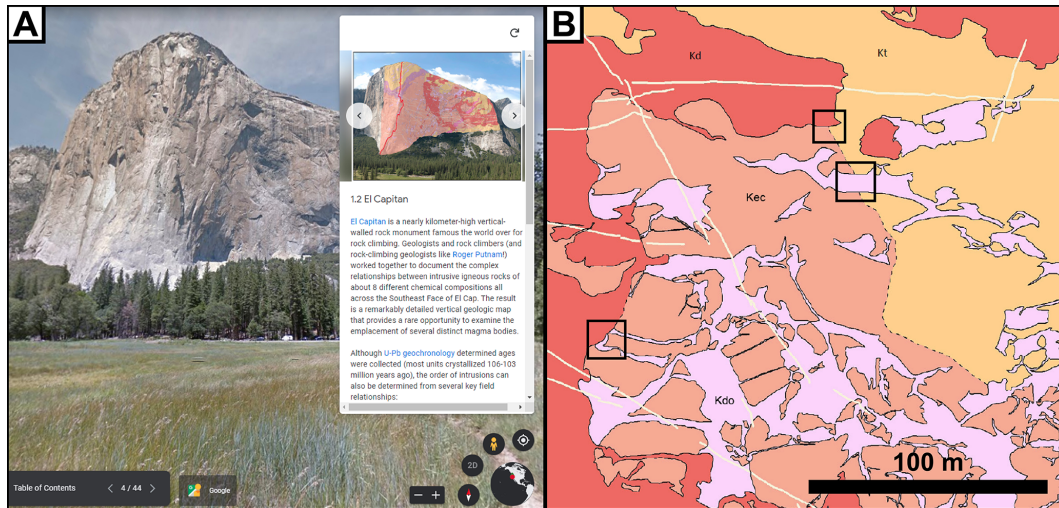 A
1.2 El Capitan
El Capitan is a nearly kilometer-high vertical-
walled rock monument famous the world over for
rock climbing. Geologists and rock climbers (and
rock-climbing geologists like Roger Putnam!)
worked together to document the complex
relationships between intrusive igneous rocks of
about 8 different chemical compositions all
across the Southeast Face of El Cap. The result
is a remarkably detailed vertical geologic map
that provides a rare opportunity to examine the
emplacement of several distinct magma bodies.
Although U-Pb geochronology determined ages
were collected (most units crystallized 106-103
million years ago), the order of intrusions can
also be determined from several key field
relationships:
2D
Table of Contents
4 / 44
Google
B
Kd
Kt
Kec
Kdo
100 m